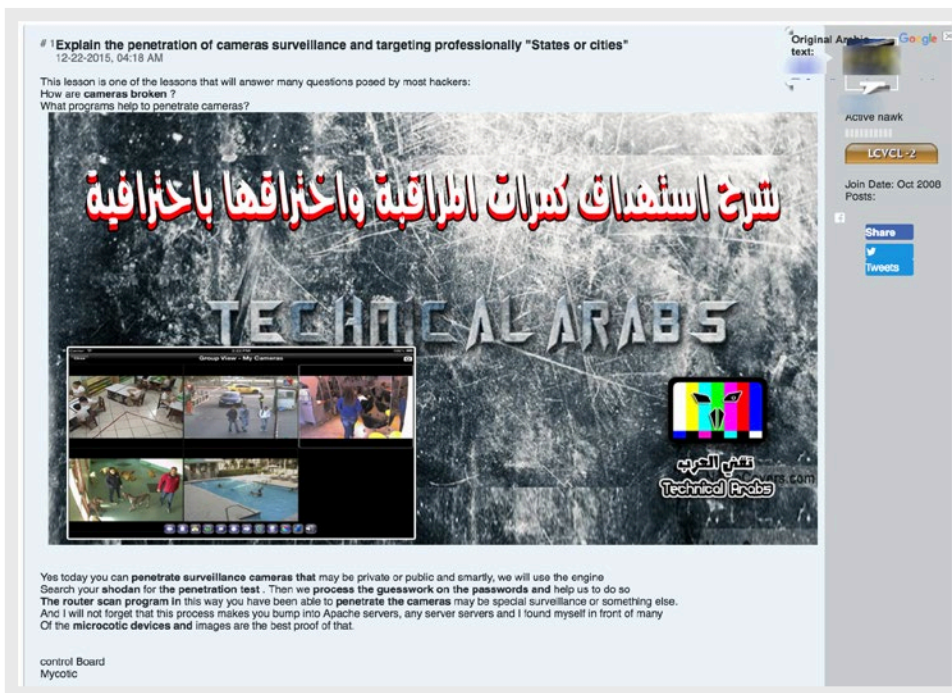 # 1 Explain the penetration of cameras surveillance and targeting professionally "States or cities"
12-22-2015, 04:18 AM
This lesson is one of the lessons that will answer many questions posed by most hackers:
How are cameras broken ?
What programs help to penetrate cameras?
شرح استهداف كمرات المراقبة واختراقها باحترافية
TECHNICAL ARABS
Group View - My Cameras
تقني العرب
Technical Arabs
Yes today you can penetrate surveillance cameras that may be private or public and smartly, we will use the engine
Search your shodan for the penetration test . Then we process the guesswork on the passwords and help us to do so
The router scan program In this way you have been able to penetrate the cameras may be special surveillance or something else.
And I will not forget that this process makes you bump into Apache servers, any server servers and I found myself in front of many
Of the microcotic devices and images are the best proof of that.
control Board
Mycotic
Original Arabic
text:
Google
Active hawk
LEVEL -2
Join Date: Oct 2008
Posts:
Share
Tweets